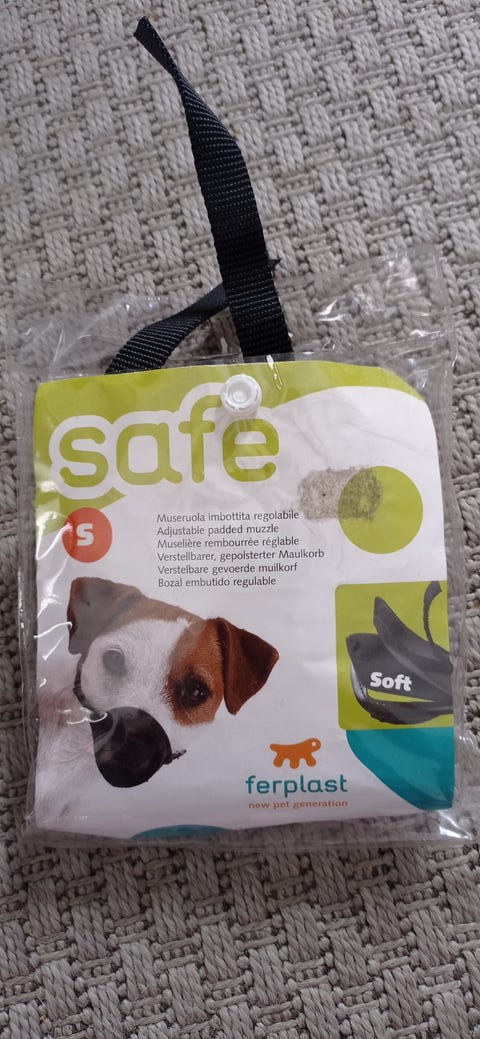 safe
S
Museruola imbottita regolabile
Adjustable padded muzzle
Muselière rembourrée réglable
Verstellbarer, gepolsterter Maulkorb
Verstelbare gevoerde muilkorf
Bozal embutido regulable
Soft
ferplast
new pet generation